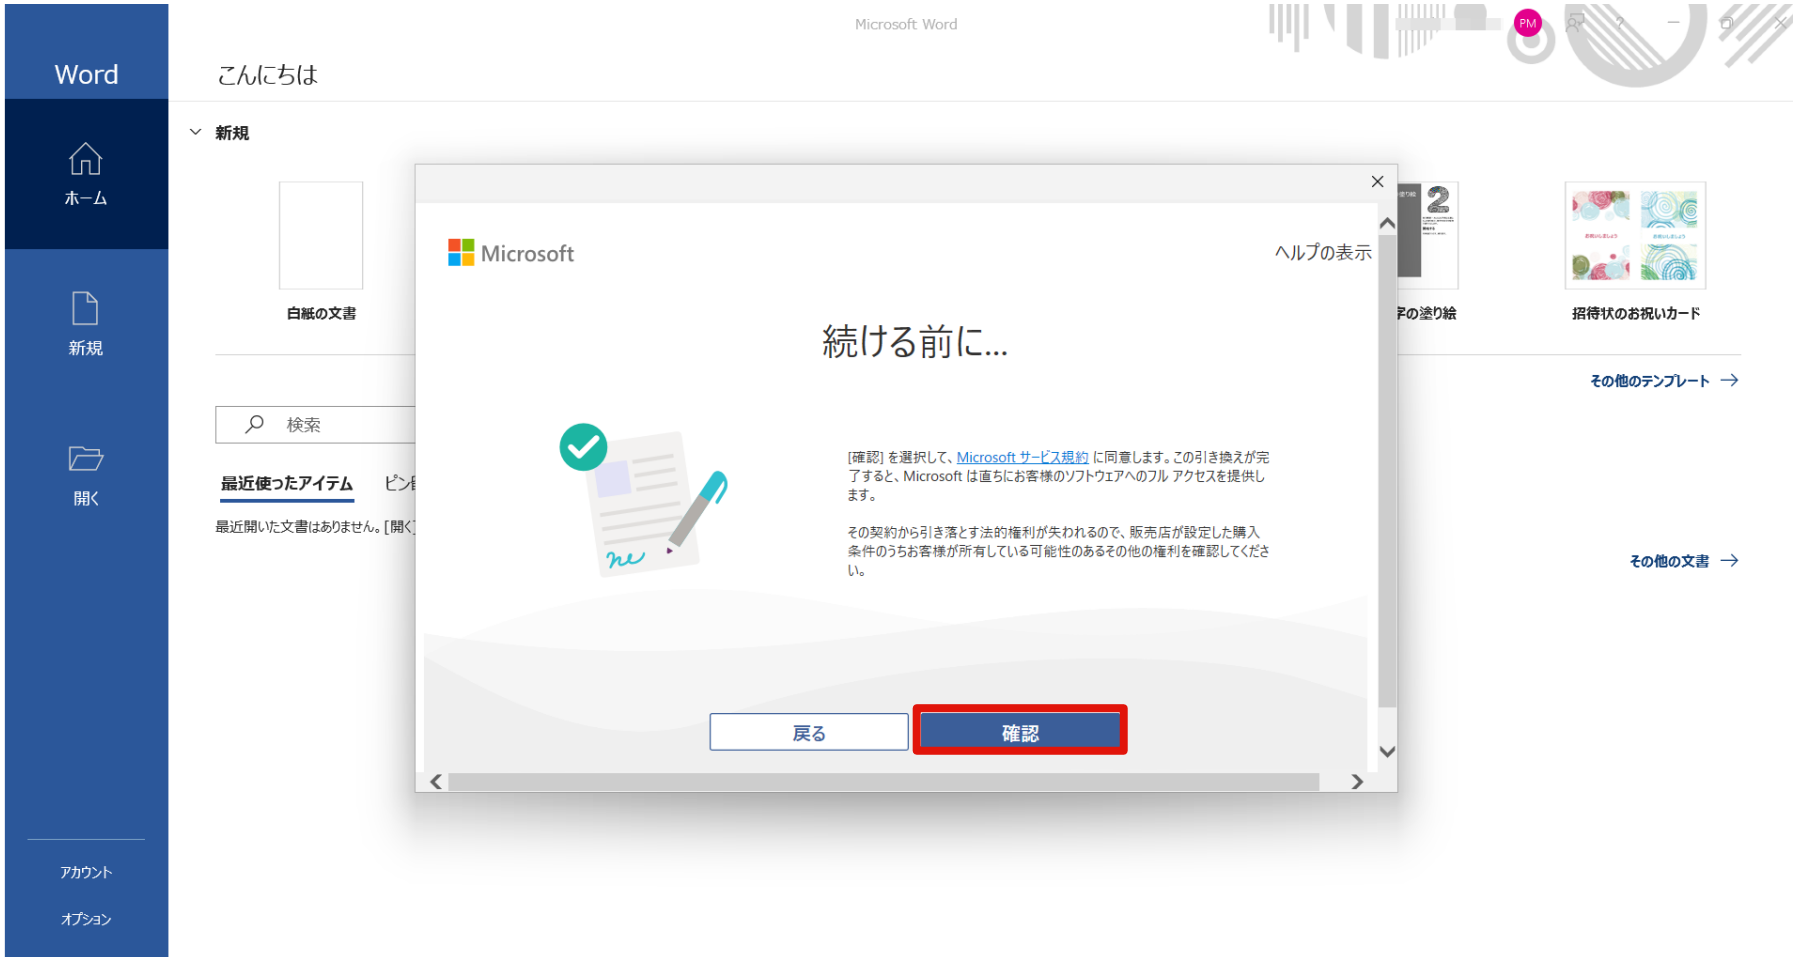 Microsoft Word
PM
?
Word
こんにちは
新規
ホーム
新規
開く
アカウント
オプション
白紙の文書
字の塗り絵
2
招待状のお祝いカード
その他のテンプレート
検索
最近使ったアイテム
ピン
最近開いた文書はありません。[開く]
その他の文書
Microsoft
ヘルプの表示
続ける前に...
[確認] を選択して、Microsoft サービス規約 に同意します。この引き換えが完
了すると、Microsoft は直ちにお客様のソフトウェアへのフル アクセスを提供し
ます。
その契約から引き落とす法的権利が失われるので、販売店が設定した購入
条件のうちお客様が所有している可能性のあるその他の権利を確認してくださ
い。
戻る
確認